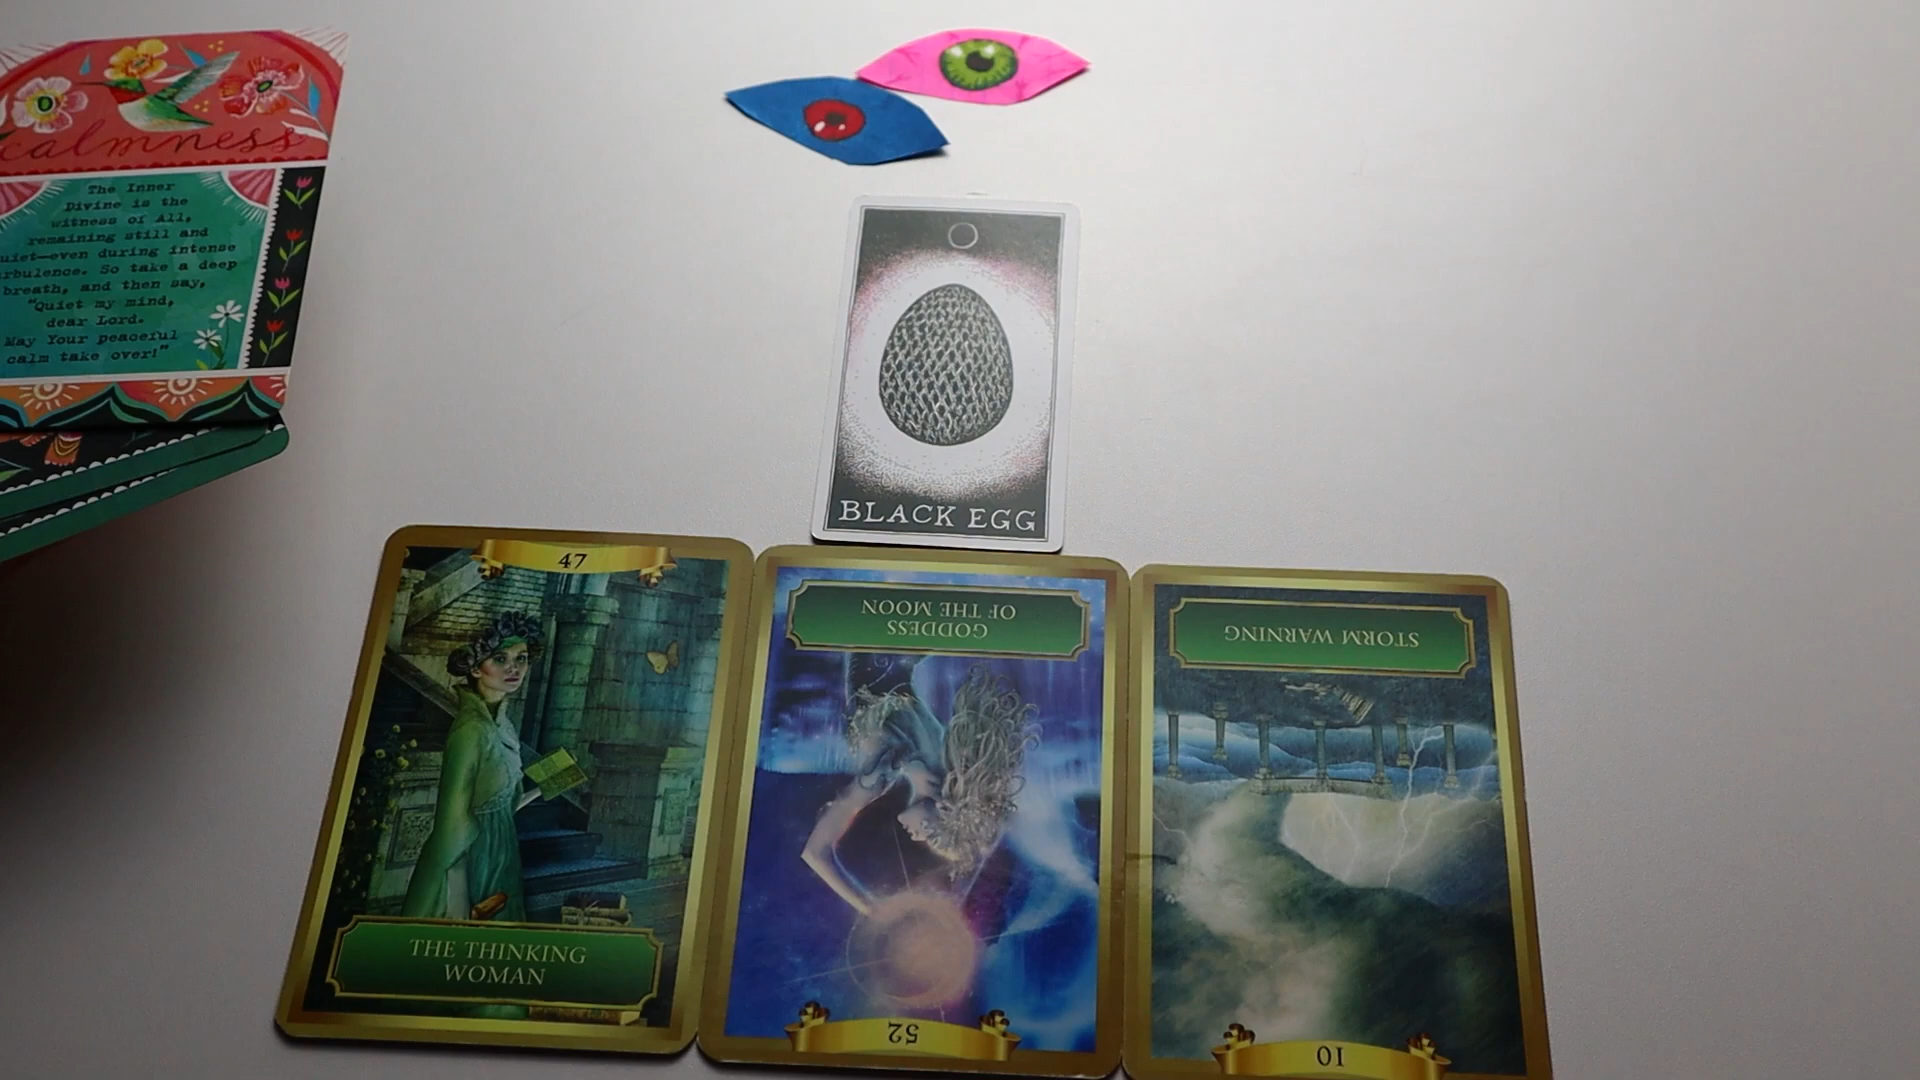 calmness
The Inner
Divine is the
witness of All,
remaining still and
uiet—even during intense
rbulence. So take a deep
breath, and then say,
"Quiet my mind,
dear Lord.
May Your peaceful
calm take over!"
BLACK EGG
47
THE THINKING
WOMAN
GODDESS
OF THE MOON
52
STORM WARNING
10